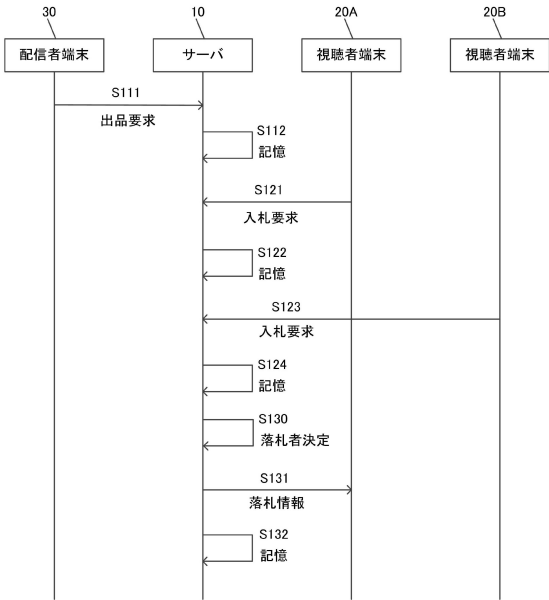 30 10 20A 20B
配信者端末 サーバ 視聴者端末 視聴者端末
S111
出品要求
S112
記憶
S121
入札要求
S122
記憶
S123
入札要求
S124
記憶
S130
落札者決定
S131
落札情報
S132
記憶